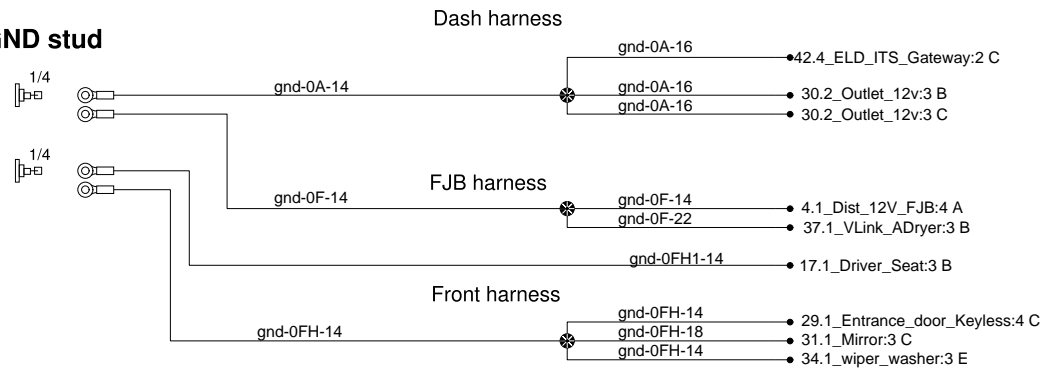 Dash harness
ND stud
gnd-0A-16
42.4_ELD_ITS_Gateway:2 C
1/4
gnd-0A-14
gnd-0A-16
30.2_Outlet_12v:3 B
gnd-0A-16
30.2_Outlet_12v:3 C
1/4
FJB harness
gnd-0F-14
gnd-0F-14
4.1_Dist_12V_FJB:4 A
gnd-0F-22
37.1_VLink_ADryer:3 B
gnd-0FH1-14
17.1_Driver_Seat:3 B
Front harness
gnd-0FH-14
29.1_Entrance_door_Keyless:4 C
gnd-0FH-14
gnd-0FH-18
31.1_Mirror:3 C
gnd-0FH-14
34.1_wiper_washer:3 E